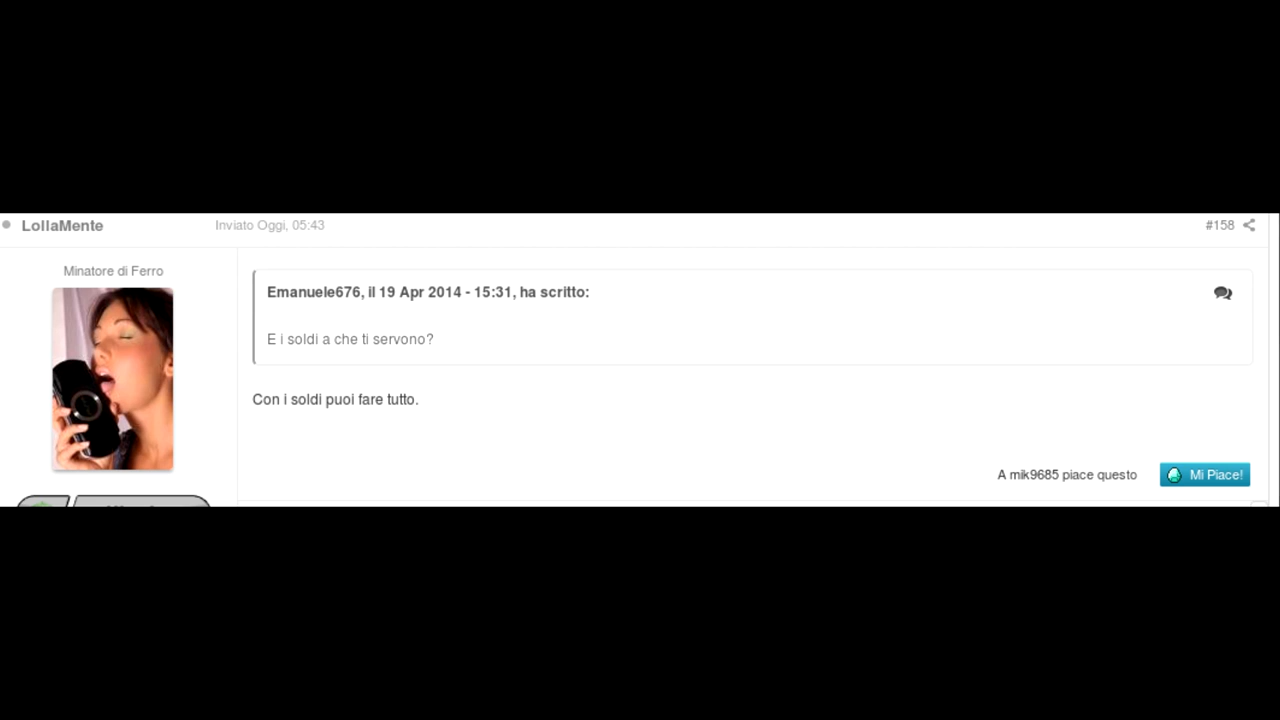 LollaMente
Inviato Oggi, 05:43
#158
Minatore di Ferro
Emanuele676, il 19 Apr 2014 - 15:31, ha scritto:
E i soldi a che ti servono?
Con i soldi puoi fare tutto.
A mik9685 piace questo
Mi Piace!